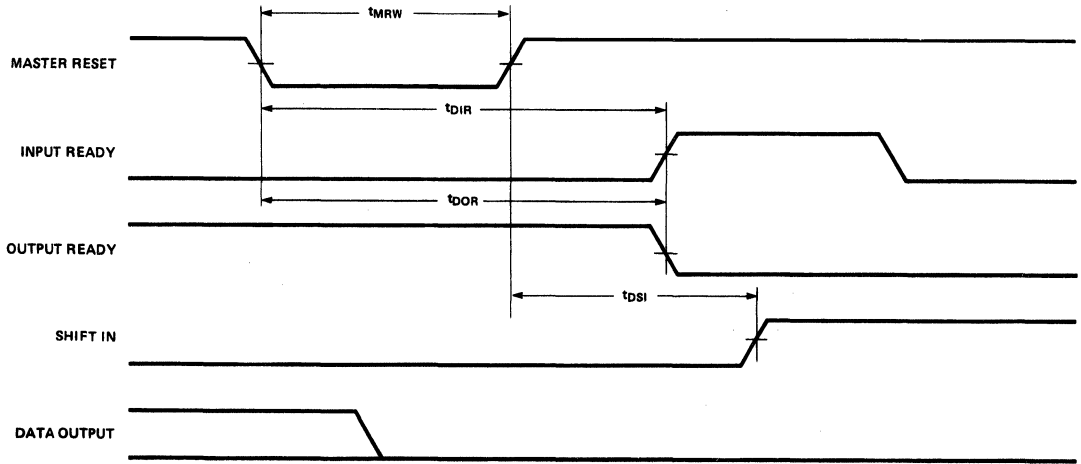 tMRW
MASTER RESET
tDIR
INPUT READY
tDOR
OUTPUT READY
tDSI
SHIFT IN
DATA OUTPUT